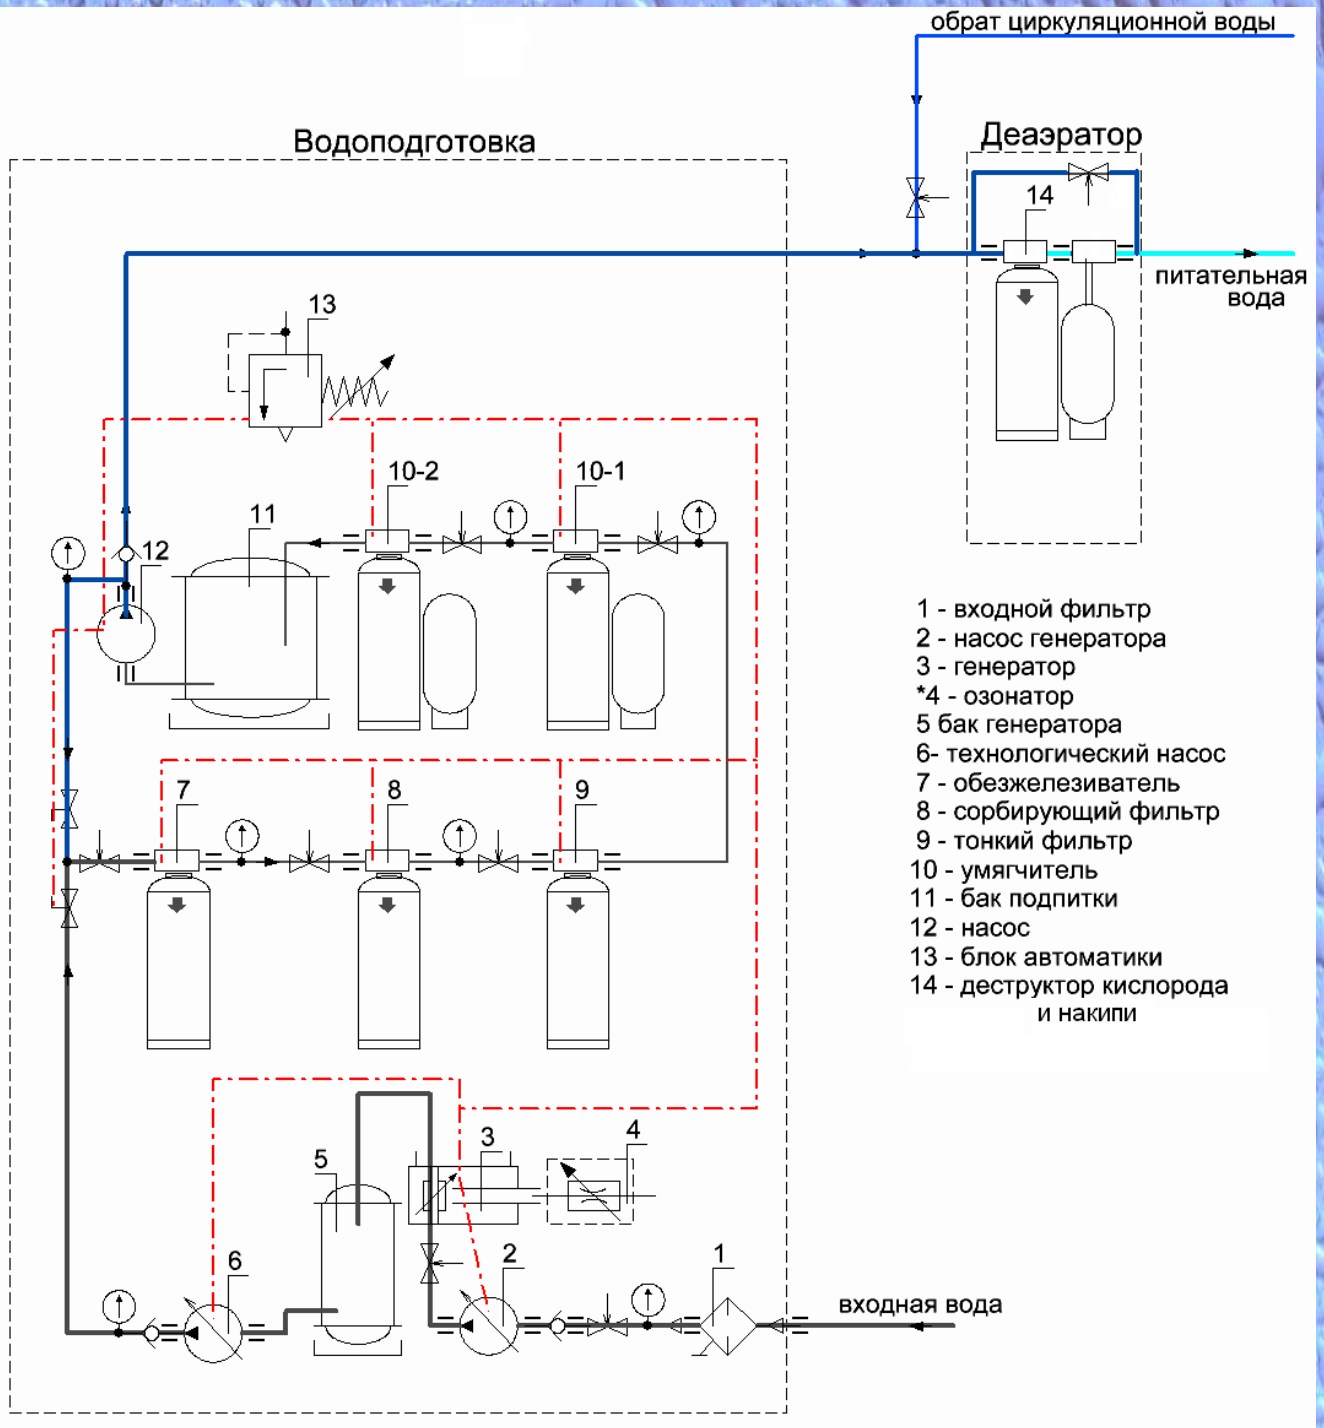 обрат циркуляционной воды
Водоподготовка
Деаэратор
14
питательная
вода
13
10-2
10-1
11
12
7
8
9
1 - входной фильтр
2 - насос генератора
3 - генератор
*4 - озонатор
5 бак генератора
6- технологический насос
7 - обезжелезиватель
8 - сорбирующий фильтр
9 - тонкий фильтр
10 - умягчитель
11 - бак подпитки
12 - насос
13 - блок автоматики
14 - деструктор кислорода
и накипи
3
4
5
6
2
1
входная вода